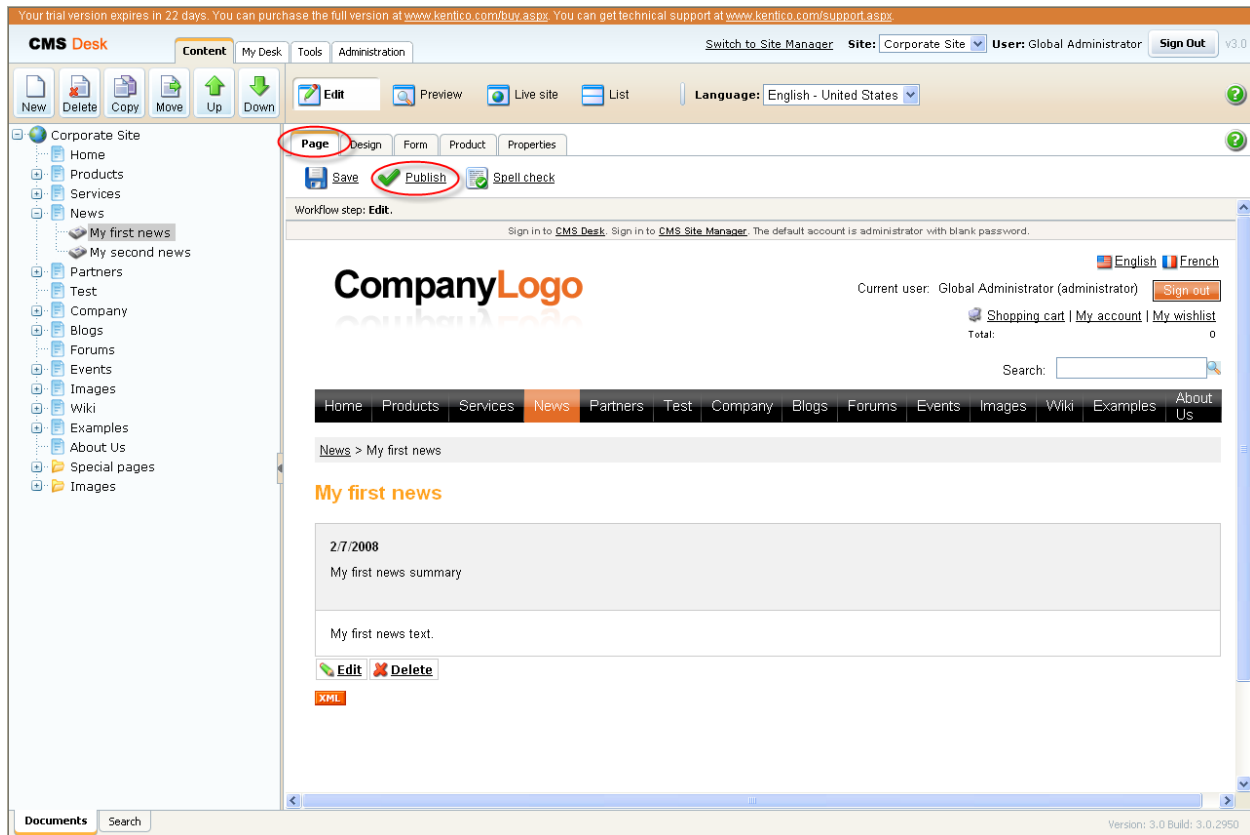 Your trial version expires in 22 days. You can purchase the full version at www.kentico.com/buy.aspx. You can get technical support at www.kentico.com/support.aspx.
CMS Desk
Content My Desk Tools Administration
Switch to Site Manager Site: Corporate Site User: Global Administrator Sign Out v3.0
New Delete Copy Move Up Down
Edit Preview Live site List Language: English - United States
Corporate Site
Home
Products
Services
News
My first news
My second news
Partners
Test
Company
Blogs
Forums
Events
Images
Wiki
Examples
About Us
Special pages
Images
Page Design Form Product Properties
Save Publish Spell check
Workflow step: Edit.
Sign in to CMS Desk. Sign in to CMS Site Manager. The default account is administrator with blank password.
English French
CompanyLogo
Current user: Global Administrator (administrator) Sign out
Shopping cart | My account | My wishlist
Total: 0
Search:
Home Products Services News Partners Test Company Blogs Forums Events Images Wiki Examples About Us
News > My first news
My first news
2/7/2008
My first news summary
My first news text.
Edit Delete
XML
Documents Search
Version: 3.0 Build: 3.0.2950